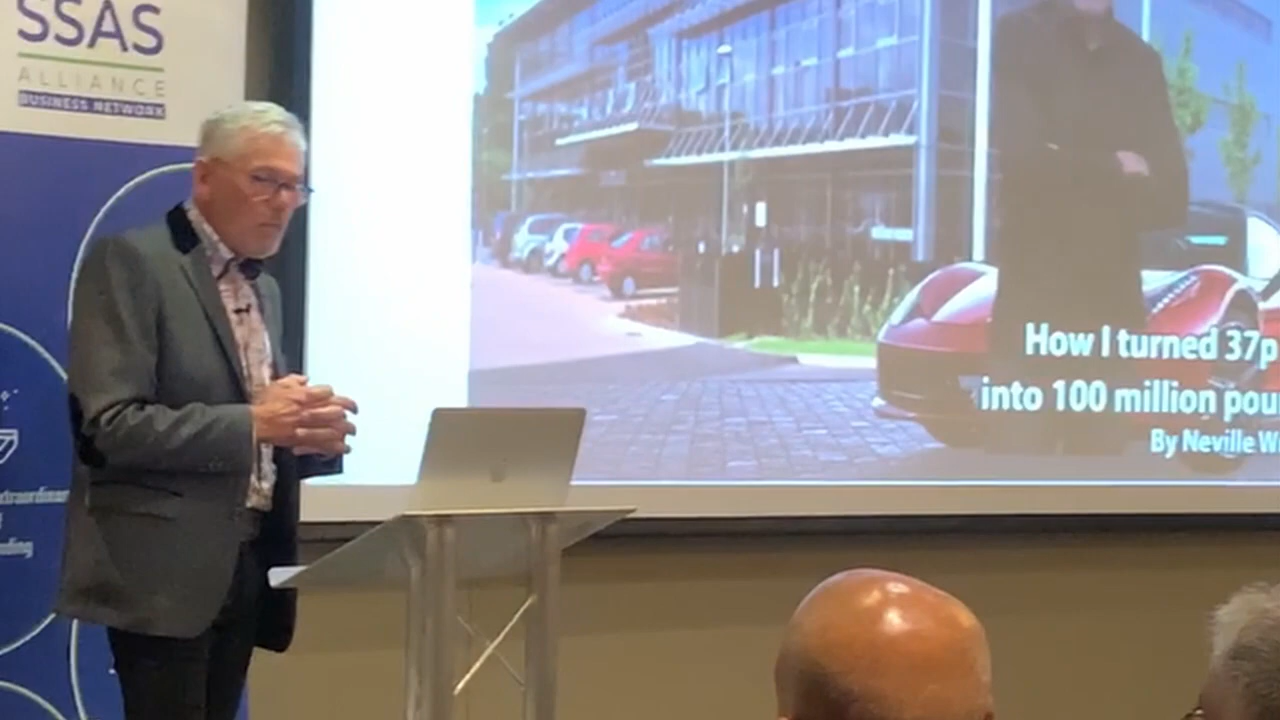 SSAS
ALLIANCE
BUSINESS NETWORK
How I turned 37p
into 100 million pou
By Neville W